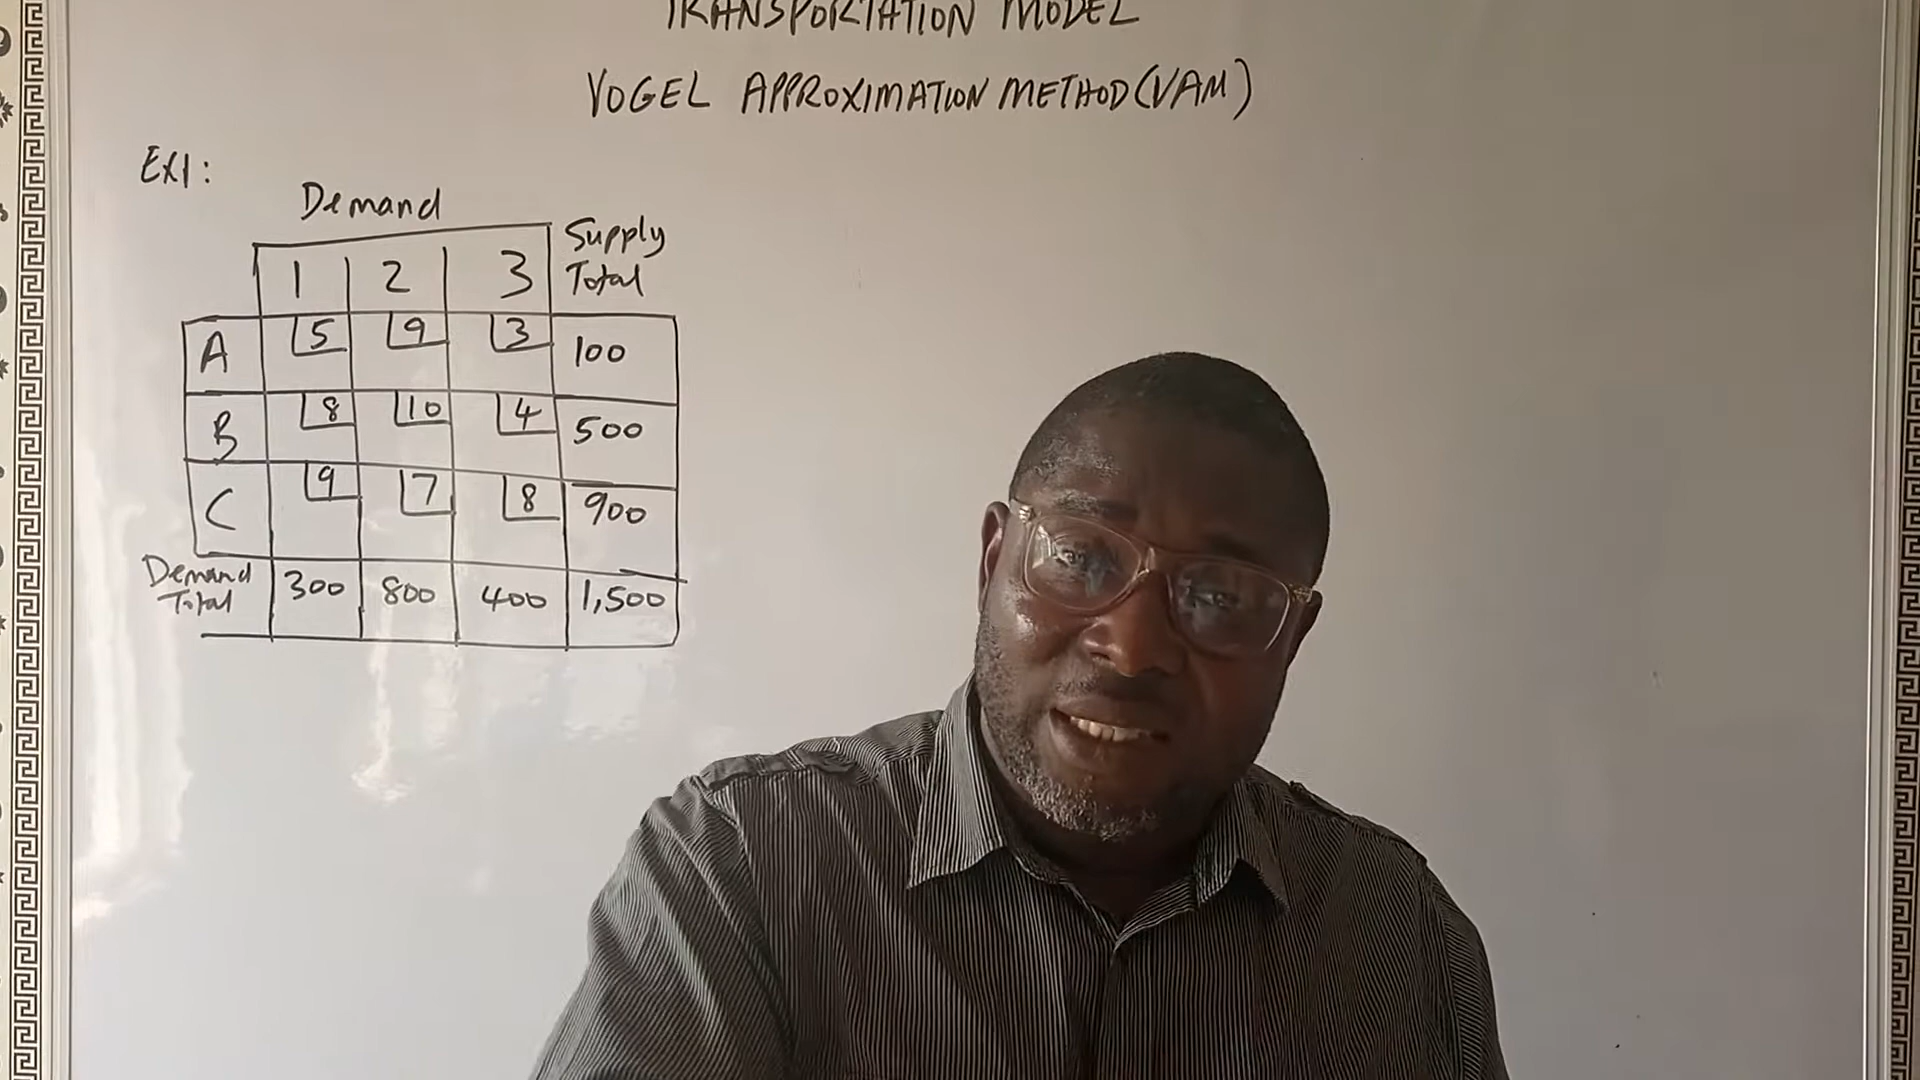 TRANSPORTATION MODEL
VOGEL APPROXIMATION METHOD (VAM)
EX1:
Demand
Supply
Total
1 2 3
A 5 9 3 100
B 8 10 4 500
C 9 7 8 900
Demand
Total
300 800 400 1,500